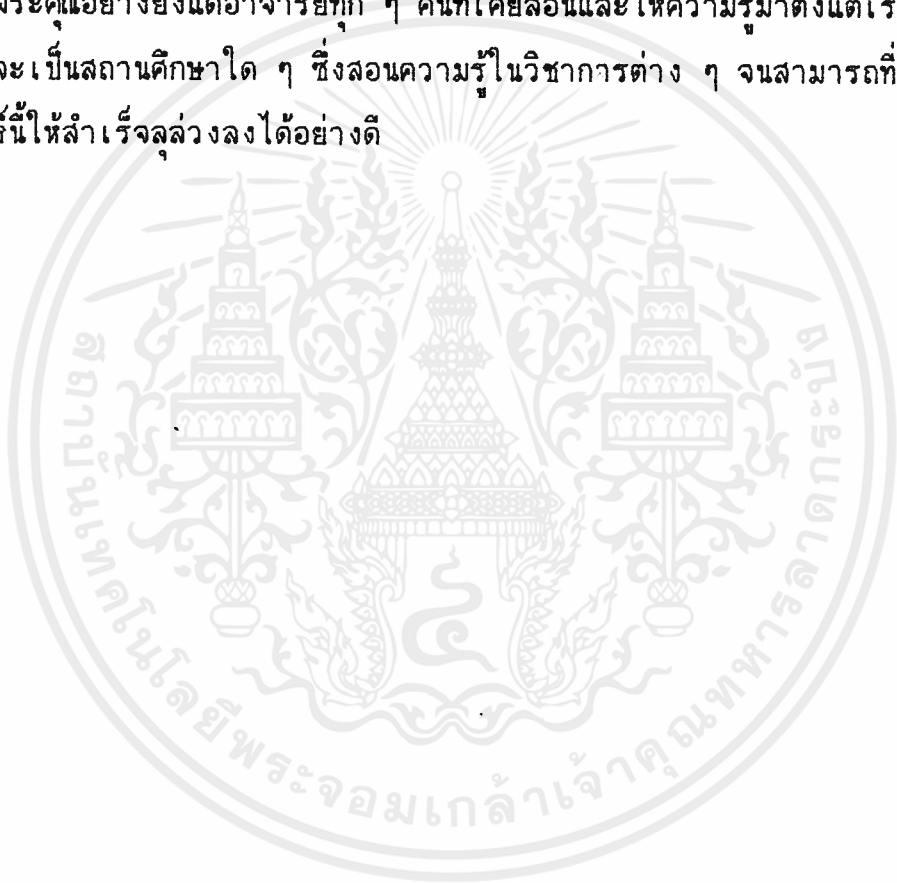 พระคุณอย่างยิ่งแด่อาจารย์ทุก ๆ คนที่เคยสอนและให้ความรู้มาตั้งแต่เร
จะเป็นสถานศึกษาใด ๆ ซึ่งสอนความรู้ในวิชาการต่าง ๆ จนสามารถที่
นี้ให้สำเร็จลุล่วงลงได้อย่างดี
สถาบันเทคโนโลยีพระจอมเกล้าเจ้าคุณทหารลาดกระบัง